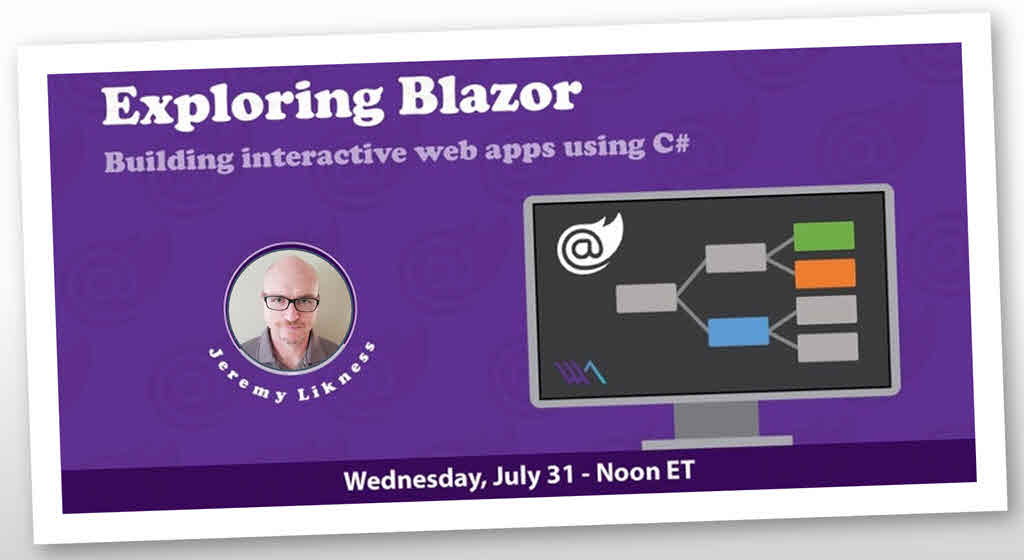 Exploring Blazor
Building interactive web apps using C#
@
Jeremy Likness
Wednesday, July 31 - Noon ET